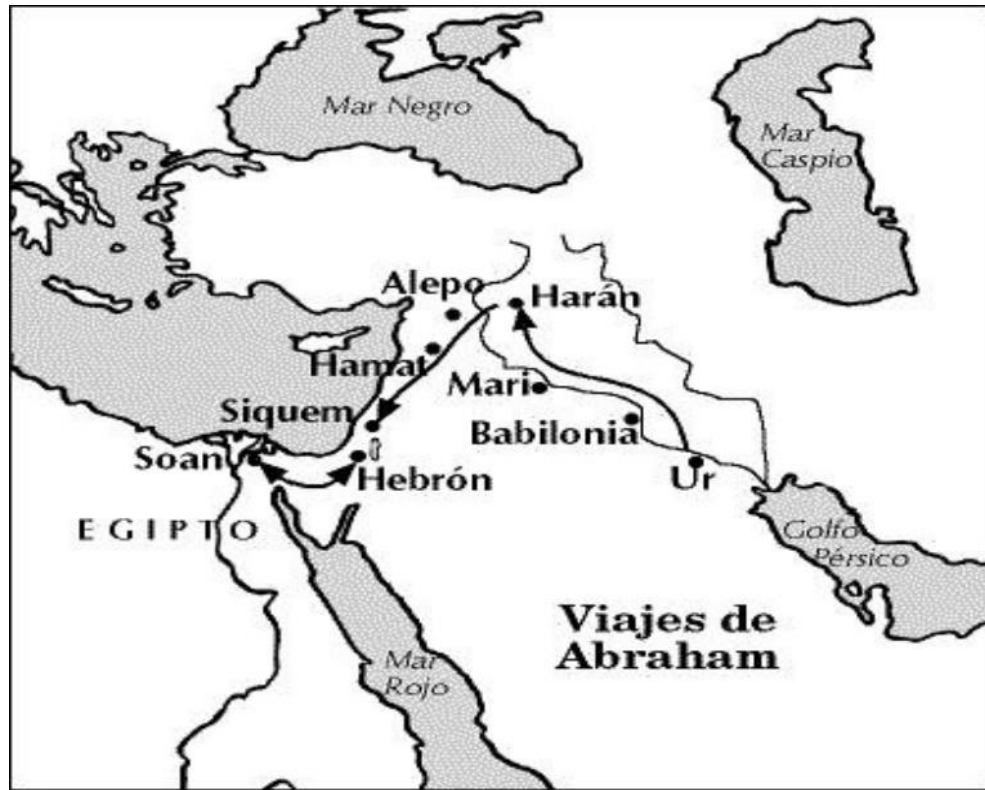 Mar Negro
Mar
Caspio
Alepo
Harán
Hamat
Mari
Siquem
Babilonia
Soan
Hebrón
Ur
EGIPTO
Golfo
Pérsico
Viajes de
Abraham
Mar
Rojo